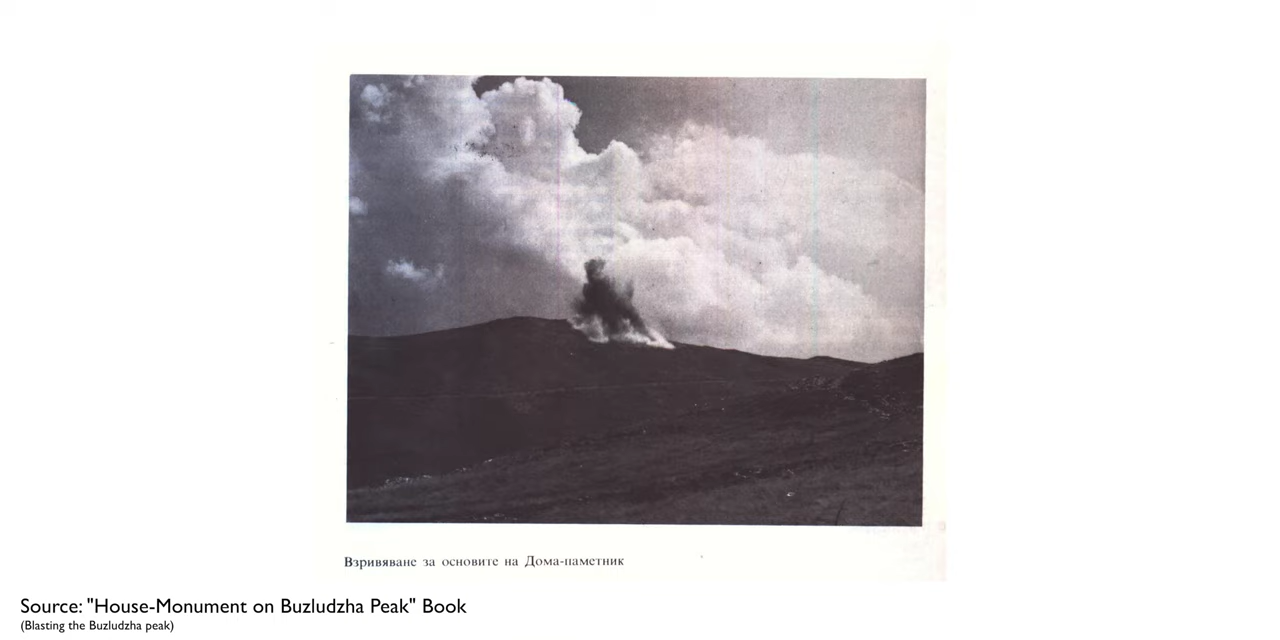 Взривяване за основите на Дома-паметник
Source: "House-Monument on Buzludzha Peak" Book
(Blasting the Buzludzha peak)